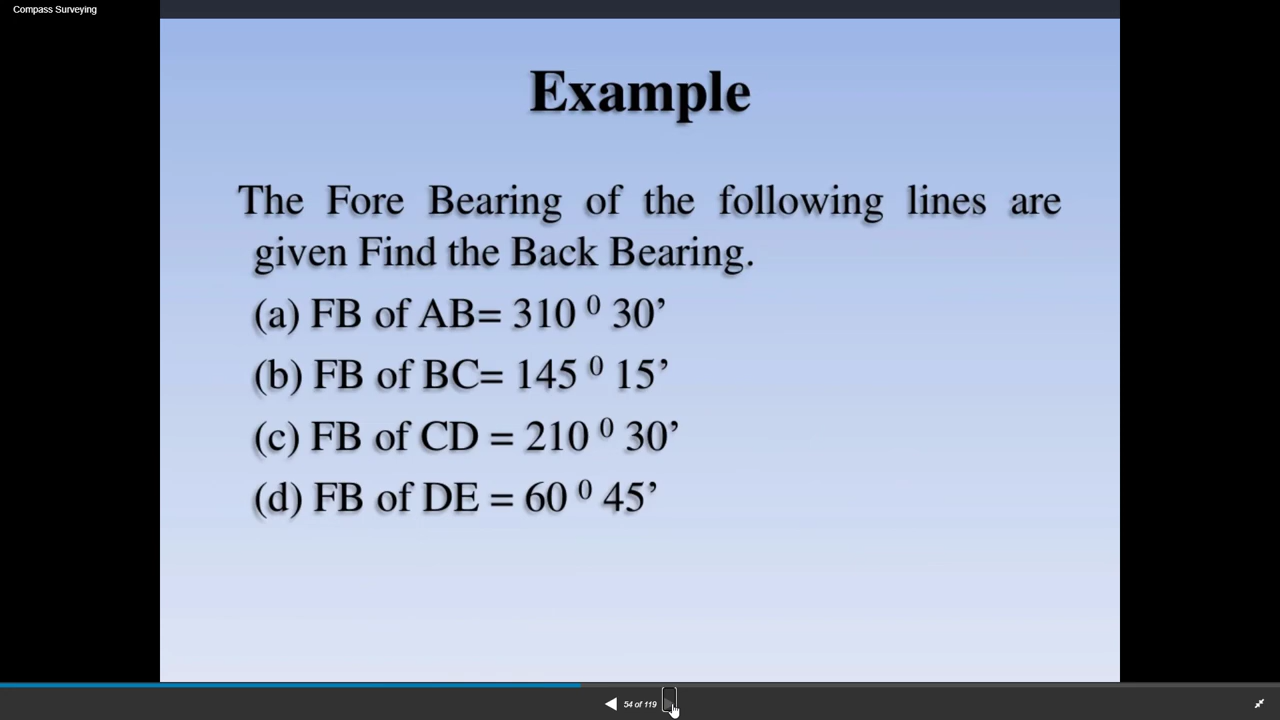 Compass Surveying
Example
The Fore Bearing of the following lines are
given Find the Back Bearing.
(a) FB of AB= 310 ⁰ 30’
(b) FB of BC= 145 ⁰ 15’
(c) FB of CD = 210 ⁰ 30’
(d) FB of DE = 60 ⁰ 45’
54 of 119